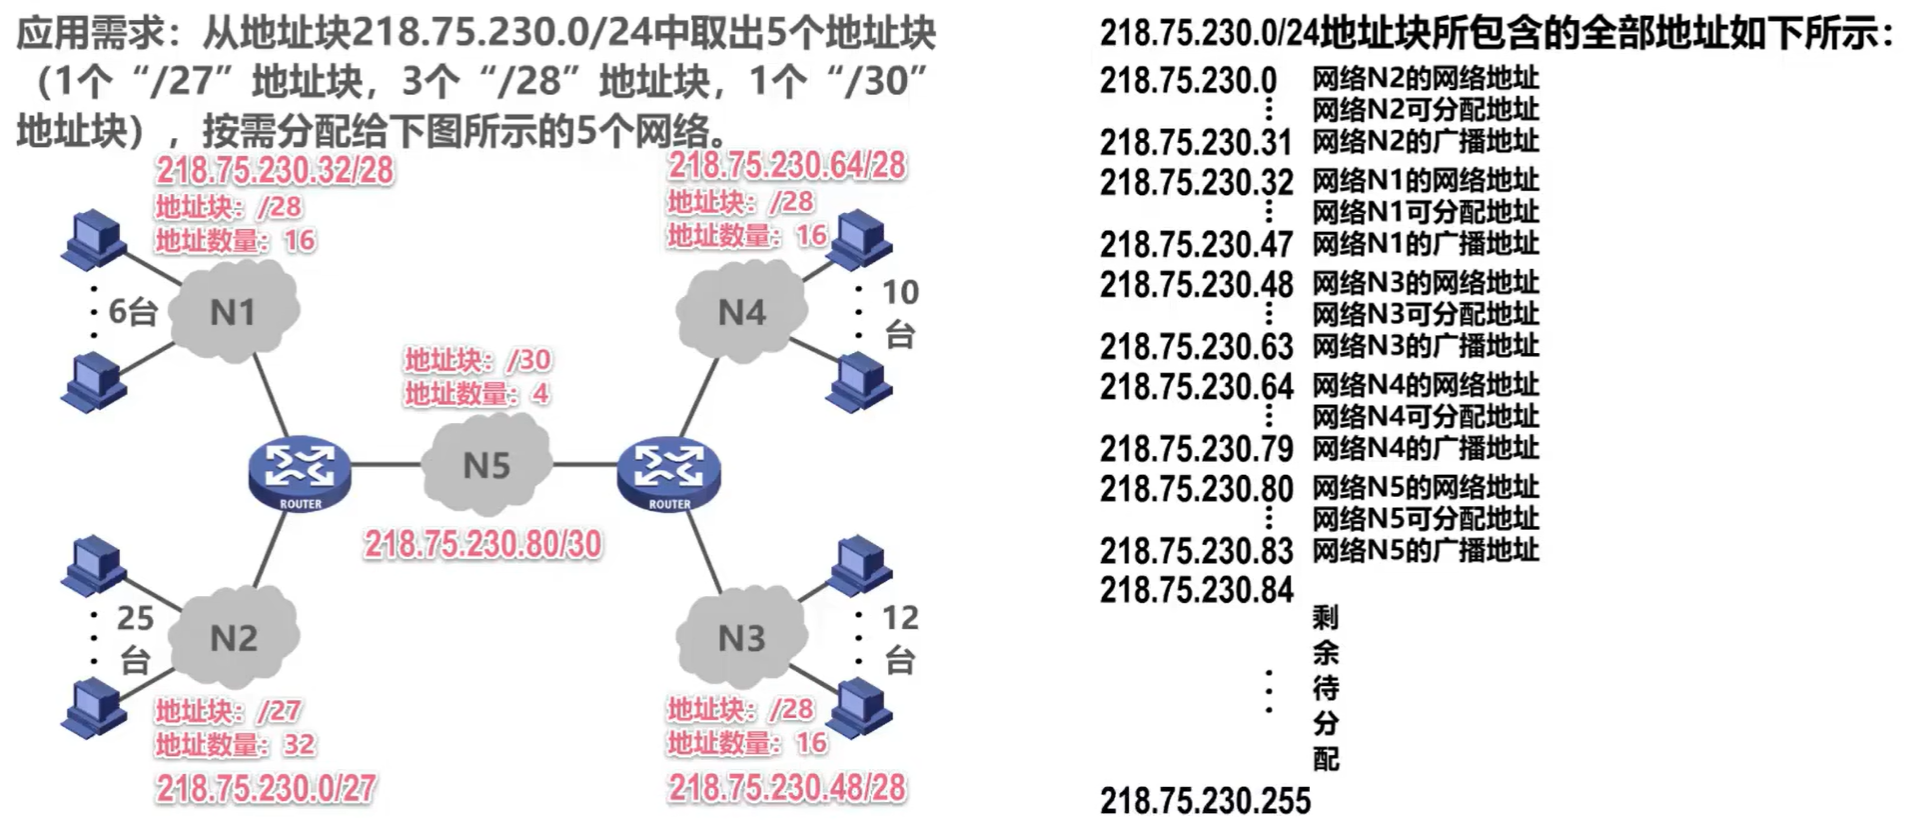 应用需求：从地址块218.75.230.0/24中取出5个地址块
（1个“/27”地址块，3个“/28”地址块，1个“/30”
地址块），按需分配给下图所示的5个网络。
218.75.230.32/28
地址块：/28
地址数量：16
6台
N1
218.75.230.64/28
地址块：/28
地址数量：16
N4
10
台
地址块：/30
地址数量：4
N5
ROUTER
ROUTER
218.75.230.80/30
25
台
N2
地址块：/27
地址数量：32
218.75.230.0/27
N3
12
台
地址块：/28
地址数量：16
218.75.230.48/28
218.75.230.0/24地址块所包含的全部地址如下所示：
218.75.230.0 网络N2的网络地址
网络N2可分配地址
218.75.230.31 网络N2的广播地址
218.75.230.32 网络N1的网络地址
网络N1可分配地址
218.75.230.47 网络N1的广播地址
218.75.230.48 网络N3的网络地址
网络N3可分配地址
218.75.230.63 网络N3的广播地址
218.75.230.64 网络N4的网络地址
网络N4可分配地址
218.75.230.79 网络N4的广播地址
218.75.230.80 网络N5的网络地址
网络N5可分配地址
218.75.230.83 网络N5的广播地址
218.75.230.84
剩
余
待
分
配
218.75.230.255